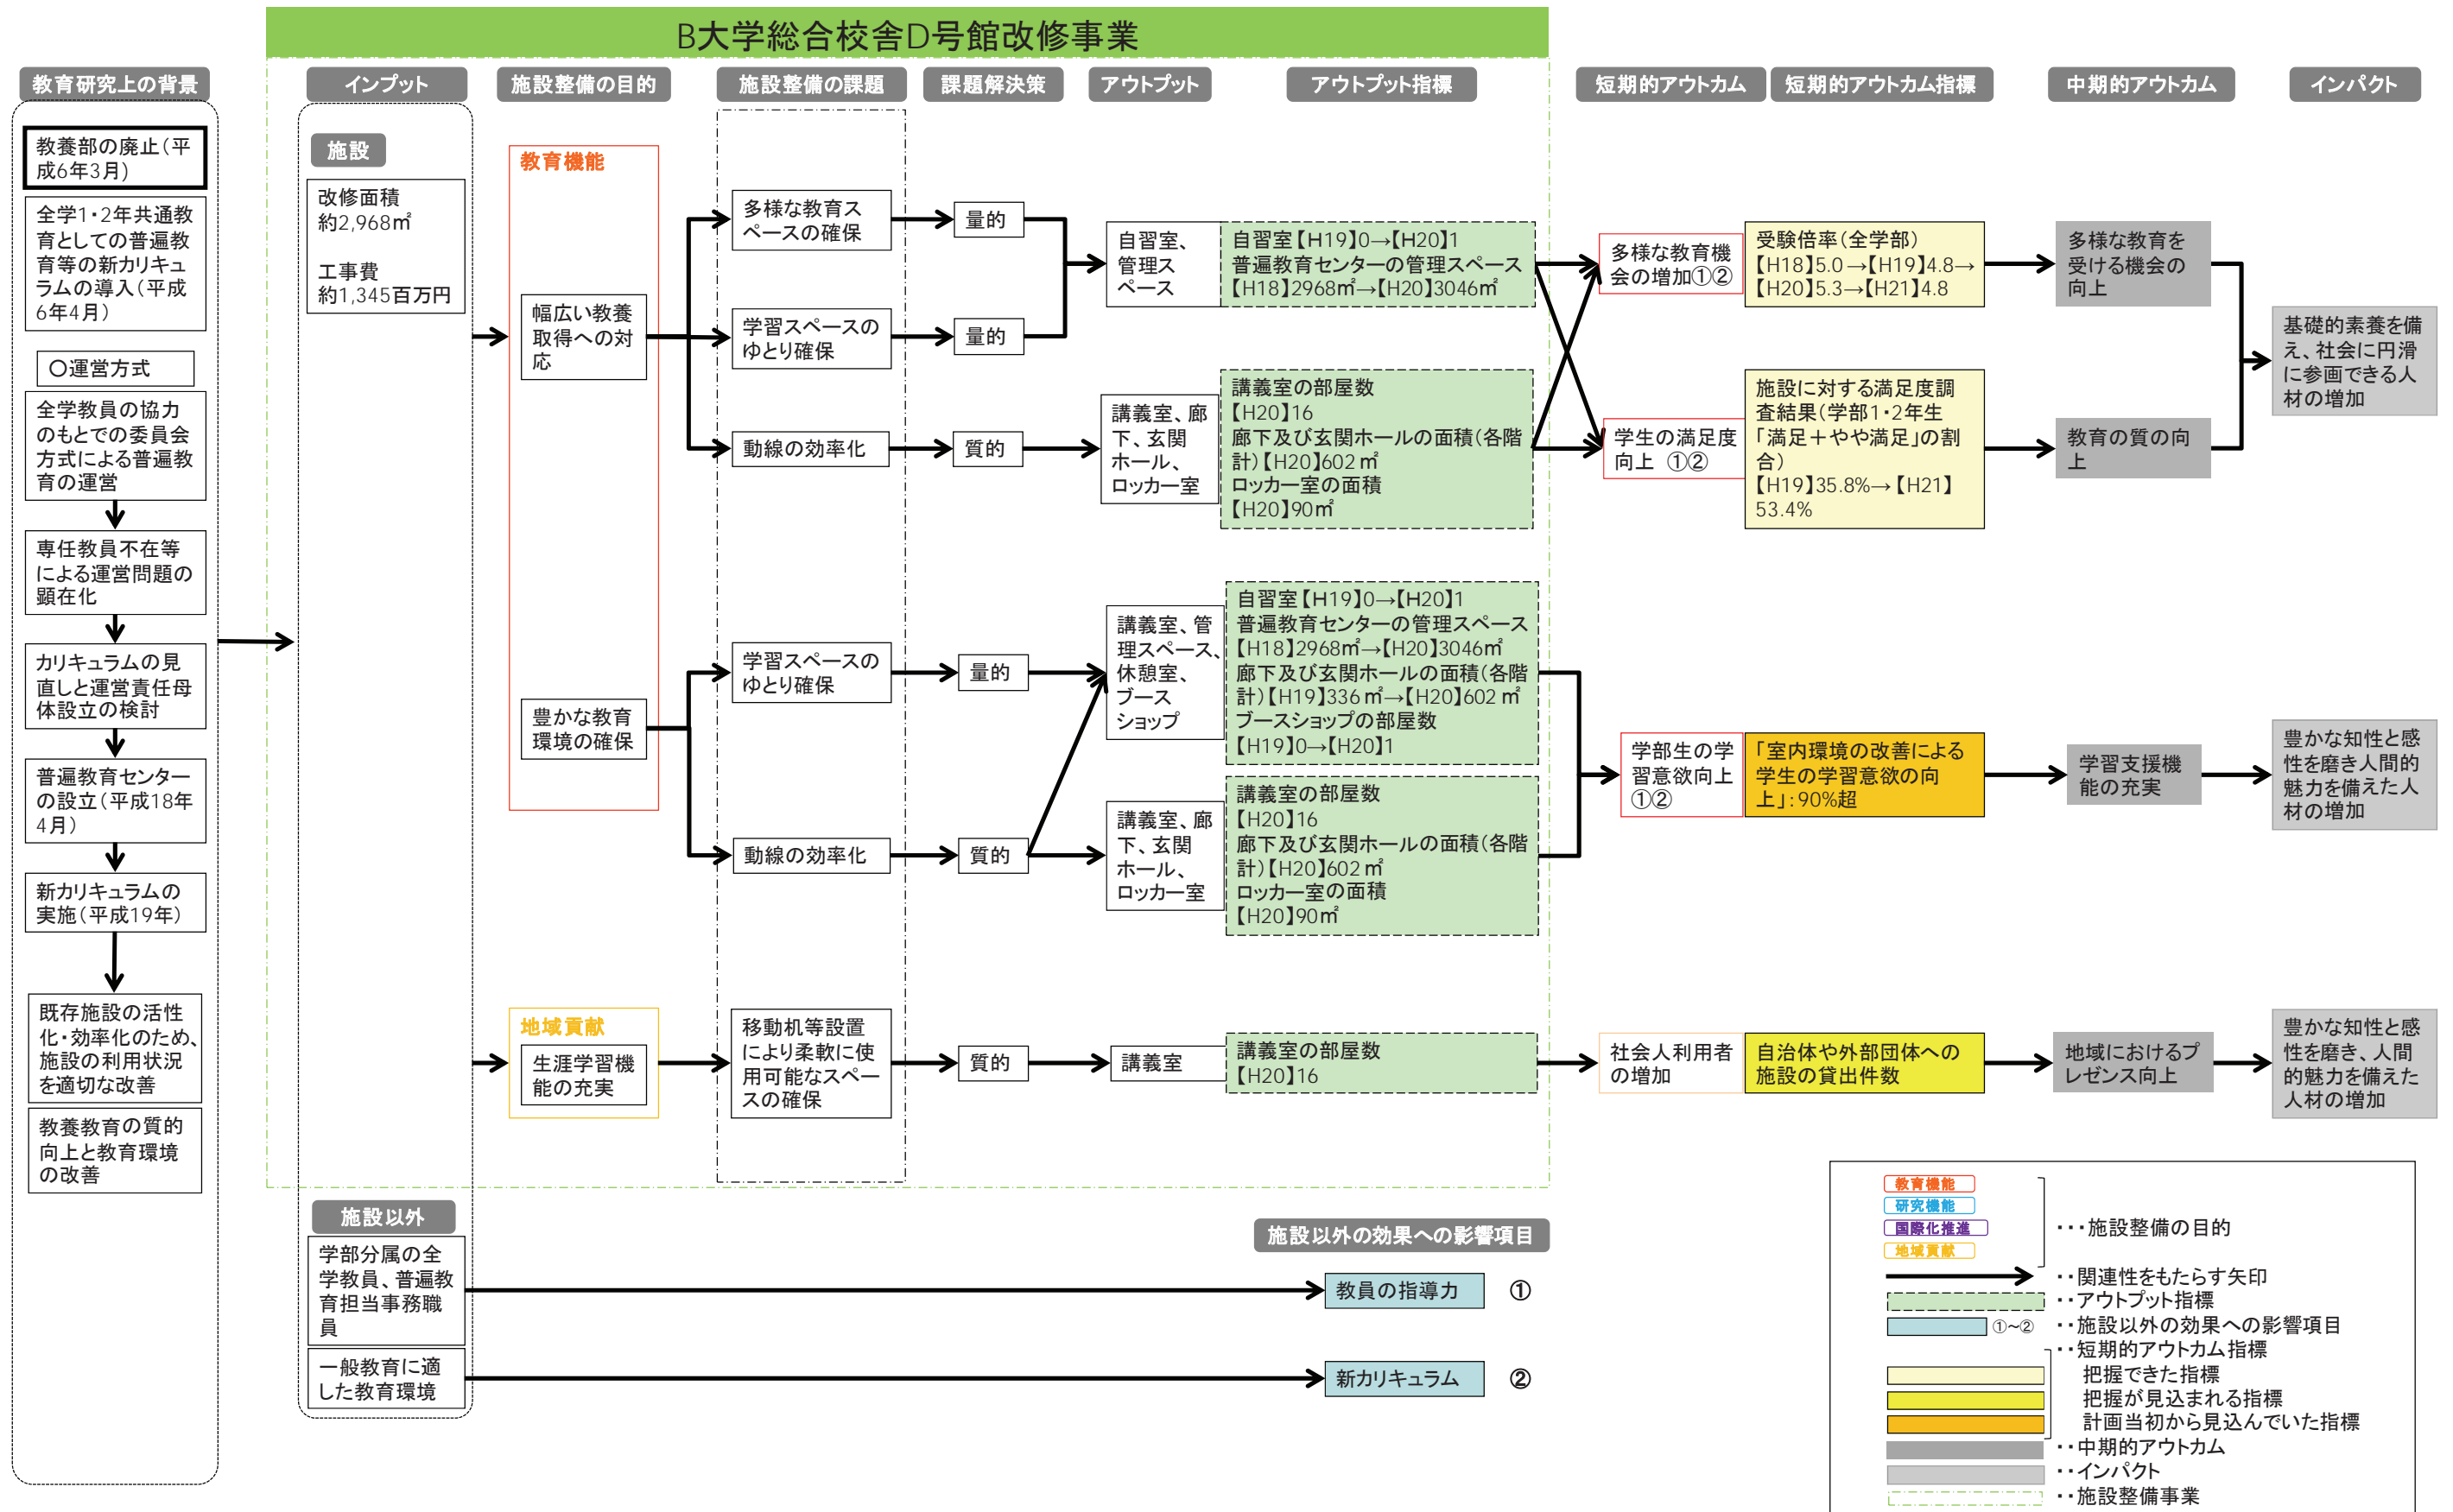 B大学総合校舎D号館改修事業
教育研究上の背景
インプット
施設整備の目的
施設整備の課題
課題解決策
アウトプット
アウトプット指標
短期的アウトカム
短期的アウトカム指標
中期的アウトカム
インパクト
教養部の廃止(平
成6年3月)
全学1・2年共通教
育としての普遍教
育等の新カリキュ
ラムの導入(平成
6年4月)
〇運営方式
全学教員の協力
のもとでの委員会
方式による普遍教
育の運営
専任教員不在等
による運営問題の
顕在化
カリキュラムの見
直しと運営責任母
体設立の検討
普遍教育センター
の設立(平成18年
4月)
新カリキュラムの
実施(平成19年)
既存施設の活性
化・効率化のため、
施設の利用状況
を適切な改善
教養教育の質的
向上と教育環境
の改善
施設
改修面積
約2,968㎡
工事費
約1,345百万円
教育機能
幅広い教養
取得への対
応
豊かな教育
環境の確保
地域貢献
生涯学習機
能の充実
多様な教育ス
ペースの確保
学習スペースの
ゆとり確保
動線の効率化
学習スペースの
ゆとり確保
動線の効率化
移動机等設置
により柔軟に使
用可能なスペー
スの確保
量的
量的
質的
量的
質的
質的
自習室、
管理ス
ペース
講義室、廊
下、玄関
ホール、
ロッカー室
講義室、管
理スペース、
休憩室、
ブース
ショップ
講義室、廊
下、玄関
ホール、
ロッカー室
講義室
自習室【H19】0→【H20】1
普遍教育センターの管理スペース
【H18】2968㎡→【H20】3046㎡
講義室の部屋数
【H20】16
廊下及び玄関ホールの面積(各階
計)【H20】602㎡
ロッカー室の面積
【H20】90㎡
自習室【H19】0→【H20】1
普遍教育センターの管理スペース
【H18】2968㎡→【H20】3046㎡
廊下及び玄関ホールの面積(各階
計)【H19】336㎡→【H20】602㎡
ブースショップの部屋数
【H19】0→【H20】1
講義室の部屋数
【H20】16
廊下及び玄関ホールの面積(各階
計)【H20】602㎡
ロッカー室の面積
【H20】90㎡
講義室の部屋数
【H20】16
多様な教育機
会の増加①②
学生の満足度
向上 ①②
学部生の学
習意欲向上
①②
社会人利用者
の増加
受験倍率(全学部)
【H18】5.0→【H19】4.8→
【H20】5.3→【H21】4.8
施設に対する満足度調
査結果(学部1・2年生
「満足+やや満足」の割
合)
【H19】35.8%→【H21】
53.4%
「室内環境の改善による
学生の学習意欲の向
上」:90%超
自治体や外部団体への
施設の貸出件数
多様な教育を
受ける機会の
向上
教育の質の向
上
学習支援機
能の充実
地域におけるプ
レゼンス向上
基礎的素養を備
え、社会に円滑
に参画できる人
材の増加
豊かな知性と感
性を磨き人間的
魅力を備えた人
材の増加
豊かな知性と感
性を磨き、人間
的魅力を備えた
人材の増加
施設以外
学部分属の全
学教員、普遍教
育担当事務職
員
一般教育に適
した教育環境
施設以外の効果への影響項目
教員の指導力 ①
新カリキュラム ②
教育機能
研究機能
国際化推進
地域貢献
・・・施設整備の目的
・・関連性をもたらす矢印
・・アウトプット指標
①~② ・・施設以外の効果への影響項目
・・短期的アウトカム指標
把握できた指標
把握が見込まれる指標
計画当初から見込んでいた指標
・・中期的アウトカム
・・インパクト
・・施設整備事業